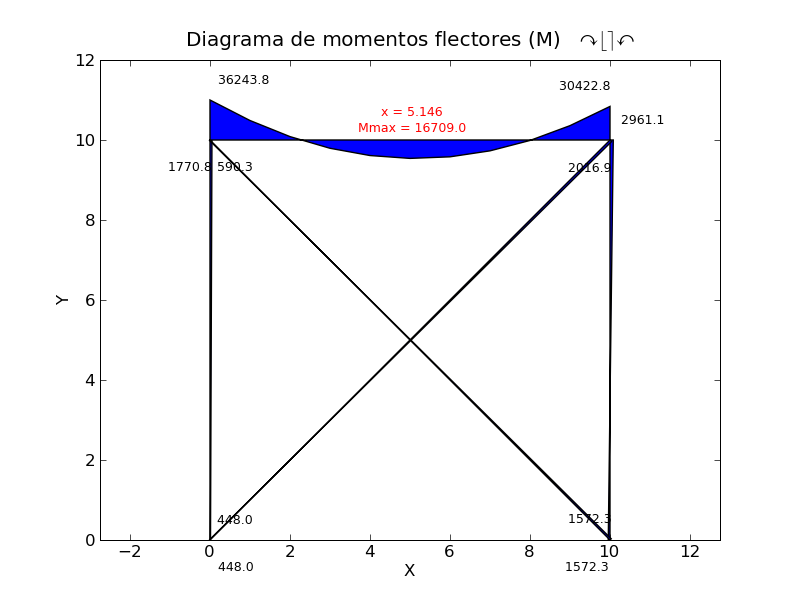 Diagrama de momentos flectores (M) ↷⌊⌉↶
12
36243.8
30422.8
x = 5.146
Mmax = 16709.0
2961.1
10
1770.8 590.3
2016.9
8
Y
6
4
2
448.0
1572.3
0
−2 0 2 4 6 8 10 12
X
448.0
1572.3